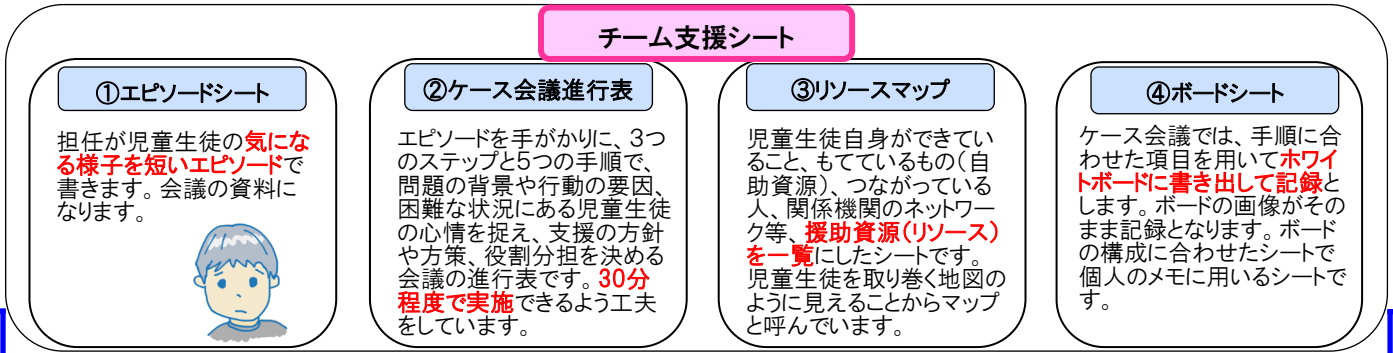 チーム支援シート
①エピソードシート
担任が児童生徒の気にな
る様子を短いエピソードで
書きます。会議の資料に
なります。
②ケース会議進行表
エピソードを手がかりに、3つ
のステップと5つの手順で、
問題の背景や行動の要因、
困難な状況にある児童生徒
の心情を捉え、支援の方針
や方策、役割分担を決める
会議の進行表です。30分
程度で実施できるよう工夫
をしています。
③リソースマップ
児童生徒自身ができてい
ること、もてているもの(自
助資源)、つながっている
人、関係機関のネットワー
ク等、援助資源(リソース)
を一覧にしたシートです。
児童生徒を取り巻く地図の
ように見えることからマップ
と呼んでいます。
④ボードシート
ケース会議では、手順に合
わせた項目を用いてホワイ
トボードに書き出して記録と
します。ボードの画像がその
まま記録となります。ボード
の構成に合わせたシートで
個人のメモに用いるシートで
す。